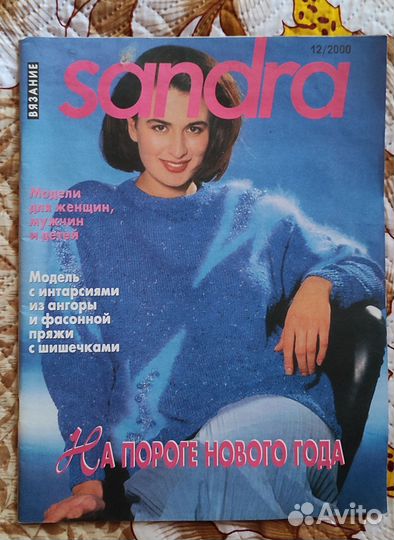 ВЯЗАНИЕ
sandra
12/2000
Модели
для женщин,
мужчин
и детей
Модель
с интарсиями
из ангоры
и фасонной
пряжи
с шишечками
НА ПОРОГЕ НОВОГО ГОДА
Avito